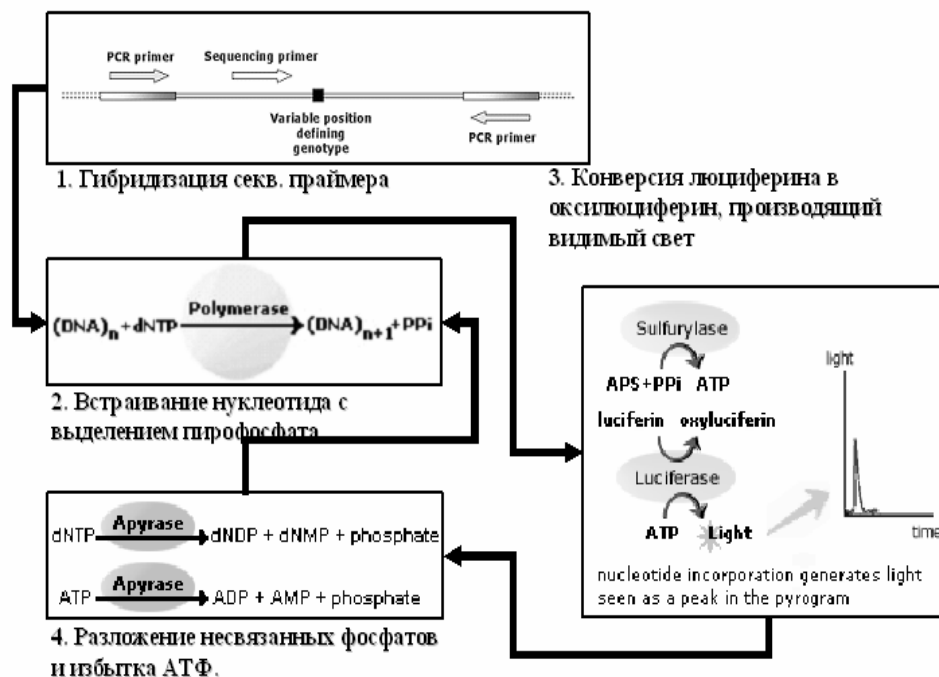 PCR primer
Sequencing primer
Variable position
defining
genotype
PCR primer
1. Гибридизация секв. праймера
3. Конверсия люциферина в
оксилюциферин, производящий
видимый свет
(DNA)n + dNTP Polymerase (DNA)n+1 + PPi
2. Встраивание нуклеотида с
выделением пирофосфата
Sulfurylase
APS+PPi ATP
luciferin oxyluciferin
Luciferase
ATP Light
light
time
nucleotide incorporation generates light
seen as a peak in the pyrogram
dNTP Apyrase dNDP + dNMP + phosphate
ATP Apyrase ADP + AMP + phosphate
4. Разложение несвязанных фосфатов
и избытка АТФ.